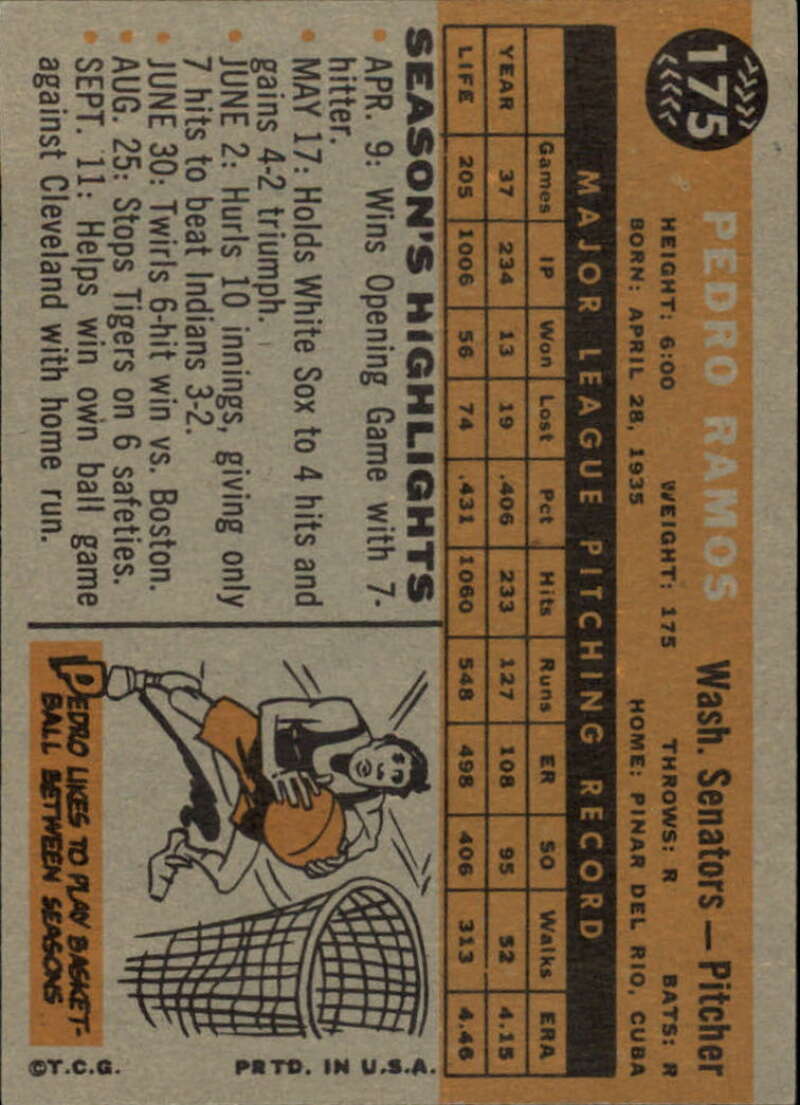 175
PEDRO RAMOS Wash. Senators — Pitcher
HEIGHT: 6:00 WEIGHT: 175 THROWS: R BATS: R
BORN: APRIL 28, 1935 HOME: PINAR DEL RIO, CUBA
MAJOR LEAGUE PITCHING RECORD
Games IP Won Lost Pct Hits Runs ER SO Walks ERA
YEAR 37 234 13 19 .406 233 127 108 95 52 4.15
LIFE 205 1006 56 74 .431 1060 548 498 406 313 4.46
SEASON'S HIGHLIGHTS
• APR. 9: Wins Opening Game with 7-
hitter.
• MAY 17: Holds White Sox to 4 hits and
gains 4-2 triumph.
• JUNE 2: Hurls 10 innings, giving only
7 hits to beat Indians 3-2.
• JUNE 30: Twirls 6-hit win vs. Boston.
• AUG. 25: Stops Tigers on 6 safeties.
• SEPT. 11: Helps win own ball game
against Cleveland with home run.
PEDRO LIKES TO PLAY BASKET-
BALL BETWEEN SEASONS
©T.C.G. PRTD. IN U.S.A.